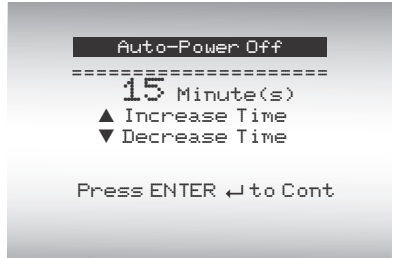 Auto-Power Off
=====================
15 Minute(s)
▲ Increase Time
▼ Decrease Time
Press ENTER ↵ to Cont